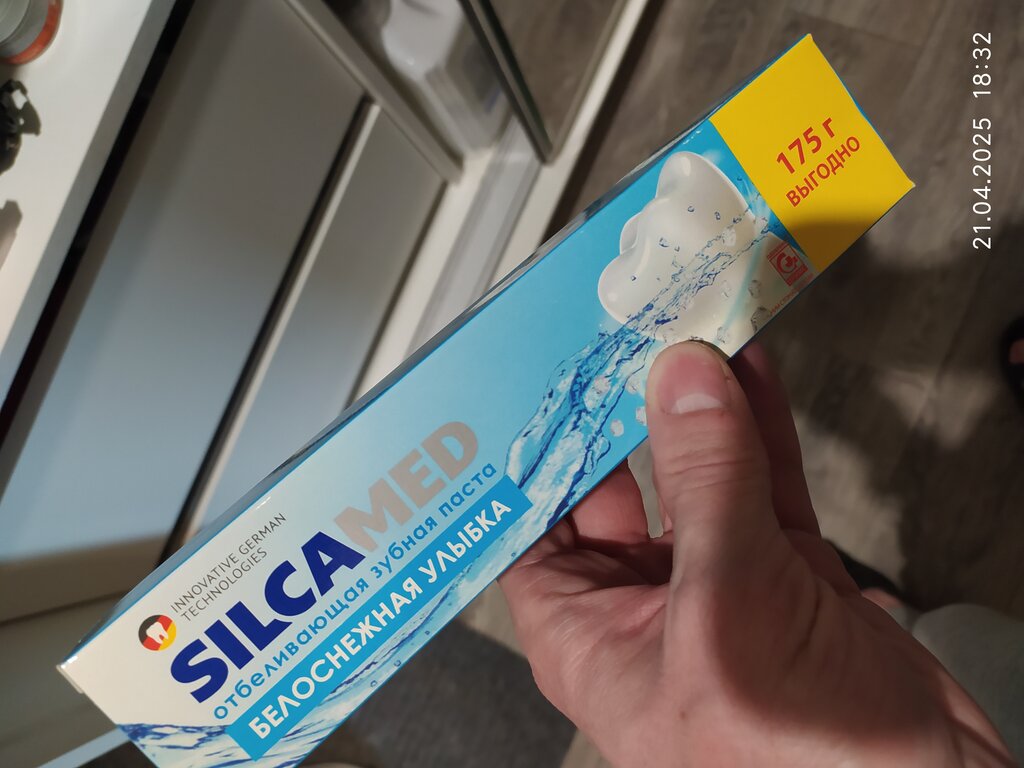 INNOVATIVE GERMAN
TECHNOLOGIES
SILCAMED
отбеливающая зубная паста
БЕЛОСНЕЖНАЯ УЛЫБКА
175 г
ВЫГОДНО
21.04.2025 18:32